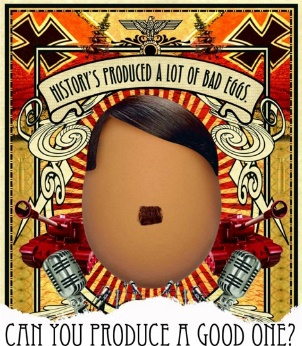 HISTORY'S PRODUCED A LOT OF BAD EGGS.
CAN YOU PRODUCE A GOOD ONE?